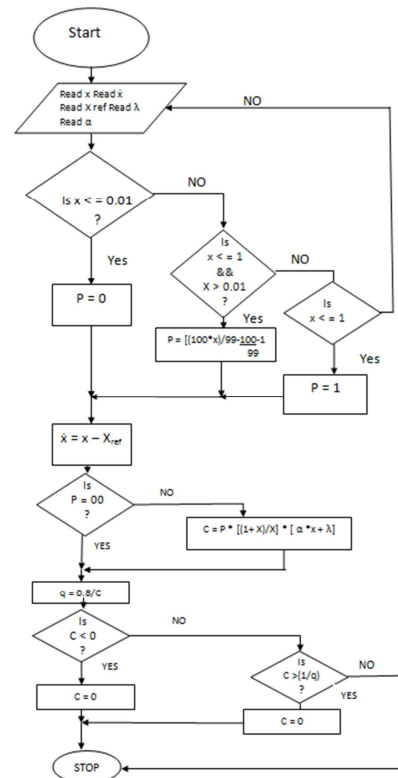 Start
Read x Read ẋ
Read X ref Read λ
Read α
NO
Is x < = 0.01
?
NO
Yes
Is
x < = 1
&&
X > 0.01
?
NO
Is
x < = 1
P = 0
Yes
P = [(100*x)/99-100-1
99
Yes
P = 1
ẋ = x − Xref
Is
P = 00
?
NO
C = P * [(1+ X)/X] * [ α *x + λ]
YES
q = 0.8/C
Is
C < 0
?
NO
YES
Is
C >(1/q)
?
NO
YES
C = 0
C = 0
STOP